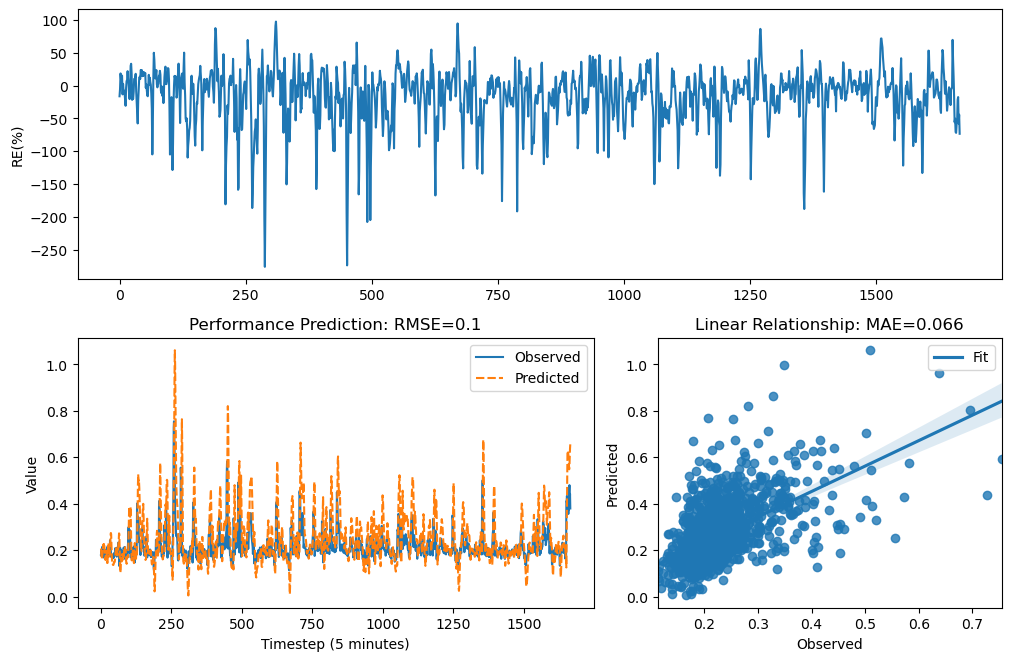 100
50
0
−50
−100
−150
−200
−250
RE(%)
0 250 500 750 1000 1250 1500
Performance Prediction: RMSE=0.1
Observed
Predicted
1.0
0.8
0.6
0.4
0.2
0.0
Value
0 250 500 750 1000 1250 1500
Timestep (5 minutes)
Linear Relationship: MAE=0.066
Fit
1.0
0.8
0.6
0.4
0.2
0.0
Predicted
0.2 0.3 0.4 0.5 0.6 0.7
Observed